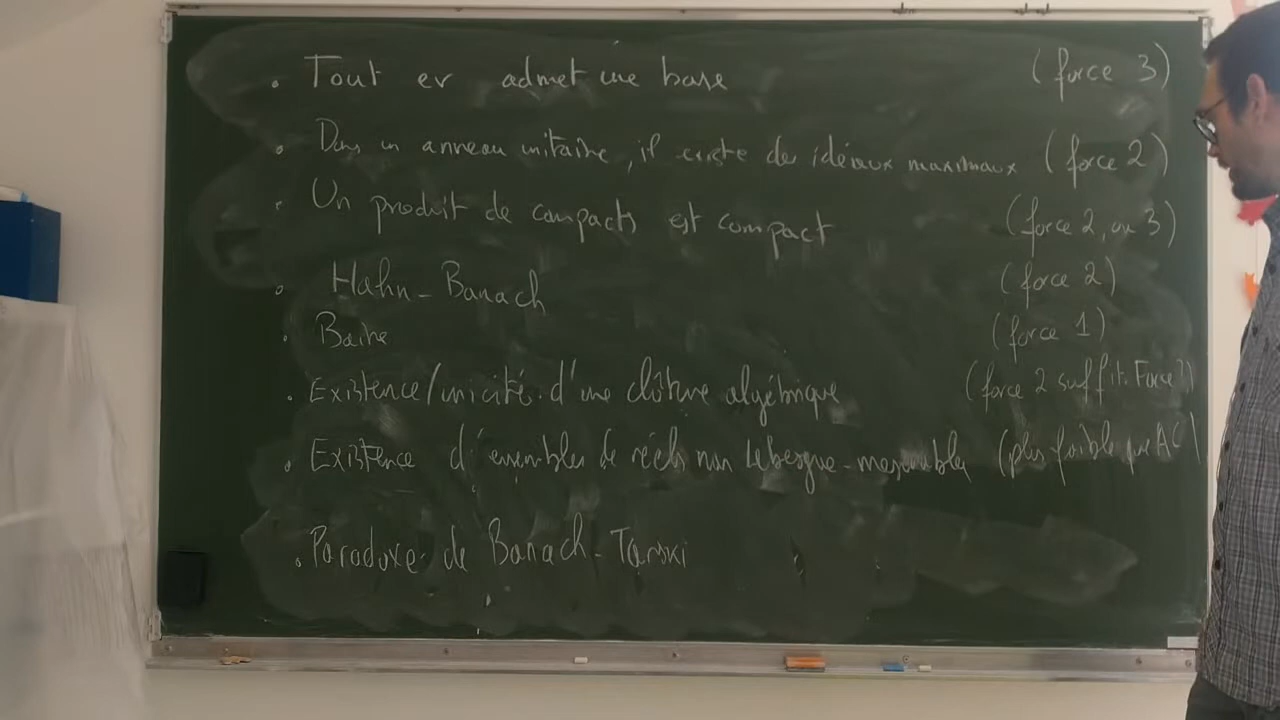 . Tout ev admet une base (force 3)
. Dans un anneau unitaire, il existe des idéaux maximaux (force 2)
. Un produit de compacts est compact (force 2, ou 3)
. Hahn-Banach (force 2)
. Baire (force 1)
. Existence/unicité d'une clôture algébrique (force 2 suffit. Force ?)
. Existence d'ensembles de réels non Lebesgue-mesurables (plus faible que AC)
. Paradoxe de Banach-Tarski